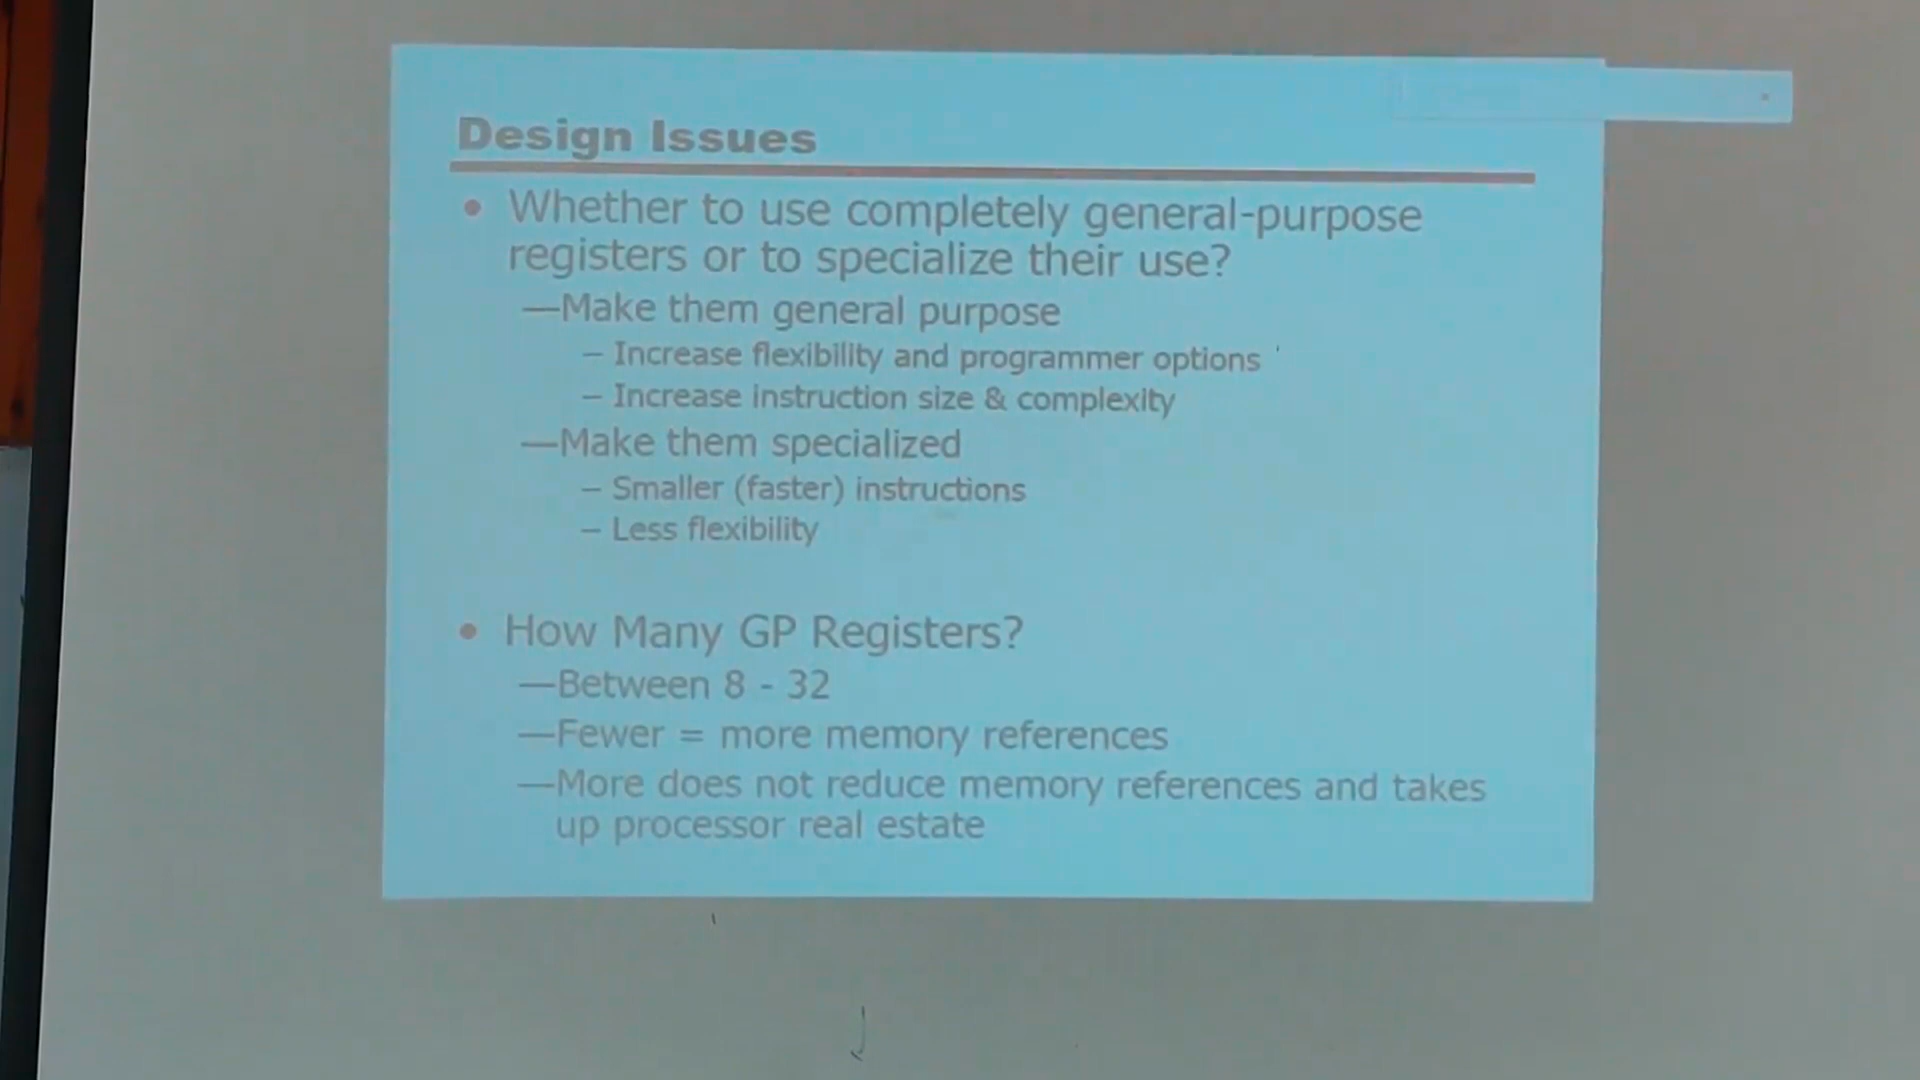 Design Issues
• Whether to use completely general-purpose
registers or to specialize their use?
—Make them general purpose
– Increase flexibility and programmer options
– Increase instruction size & complexity
—Make them specialized
– Smaller (faster) instructions
– Less flexibility
• How Many GP Registers?
—Between 8 - 32
—Fewer = more memory references
—More does not reduce memory references and takes
up processor real estate